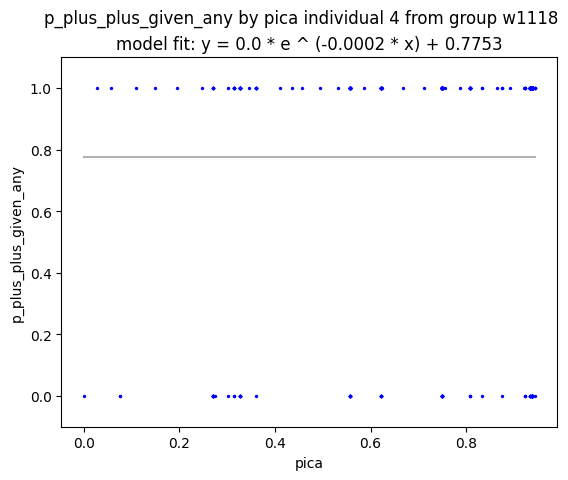 p_plus_plus_given_any by pica individual 4 from group w1118
model fit: y = 0.0 * e ^ (-0.0002 * x) + 0.7753
1.0
0.8
0.6
0.4
0.2
0.0
p_plus_plus_given_any
0.0 0.2 0.4 0.6 0.8
pica